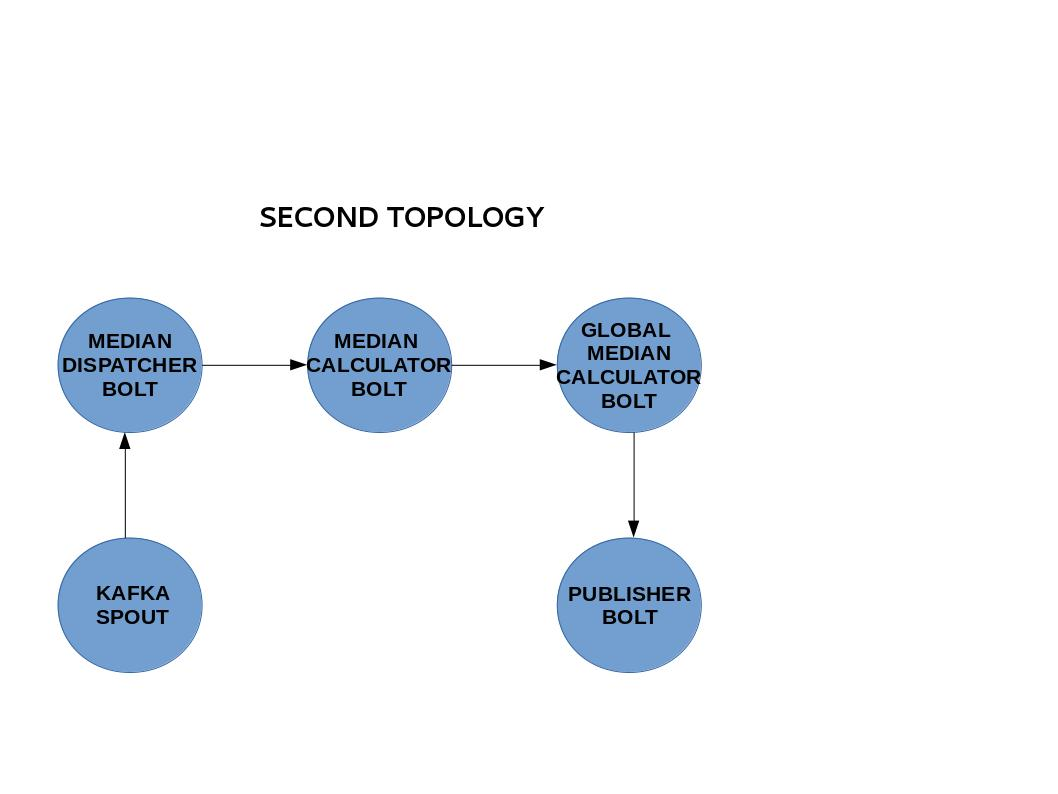 SECOND TOPOLOGY
MEDIAN
DISPATCHER
BOLT
MEDIAN
CALCULATOR
BOLT
GLOBAL
MEDIAN
CALCULATOR
BOLT
KAFKA
SPOUT
PUBLISHER
BOLT